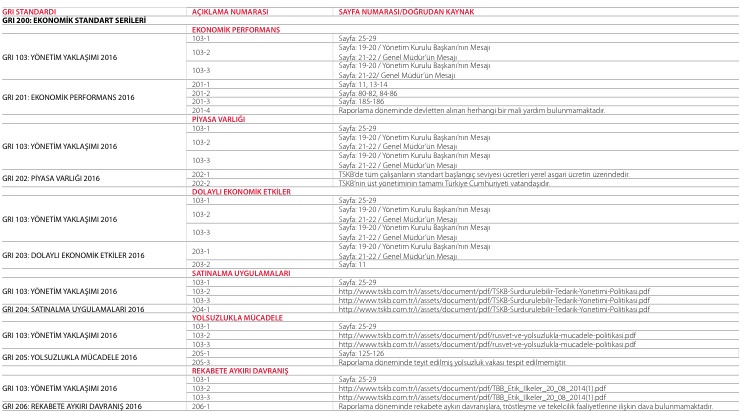 GRI STANDARDI AÇIKLAMA NUMARASI SAYFA NUMARASI/DOĞRUDAN KAYNAK
GRI 200: EKONOMİK STANDART SERİLERİ
EKONOMİK PERFORMANS
GRI 103: YÖNETİM YAKLAŞIMI 2016
103-1 Sayfa: 25-29
103-2 Sayfa: 19-20 / Yönetim Kurulu Başkanı'nın Mesajı
Sayfa: 21-22 / Genel Müdür'ün Mesajı
103-3 Sayfa: 19-20 / Yönetim Kurulu Başkanı'nın Mesajı
Sayfa: 21-22/ Genel Müdür'ün Mesajı
GRI 201: EKONOMİK PERFORMANS 2016
201-1 Sayfa: 11, 13-14
201-2 Sayfa: 80-82, 84-86
201-3 Sayfa: 185-186
201-4 Raporlama döneminde devletten alınan herhangi bir mali yardım bulunmamaktadır.
PİYASA VARLIĞI
GRI 103: YÖNETİM YAKLAŞIMI 2016
103-1 Sayfa: 25-29
103-2 Sayfa: 19-20 / Yönetim Kurulu Başkanı'nın Mesajı
Sayfa: 21-22 / Genel Müdür'ün Mesajı
103-3 Sayfa: 19-20 / Yönetim Kurulu Başkanı'nın Mesajı
Sayfa: 21-22 / Genel Müdür'ün Mesajı
GRI 202: PİYASA VARLIĞI 2016
202-1 TSKB'de tüm çalışanların standart başlangıç seviyesi ücretleri yerel asgari ücretin üzerindedir.
202-2 TSKB'nin üst yönetiminin tamamı Türkiye Cumhuriyeti vatandaşıdır.
DOLAYLI EKONOMİK ETKİLER
GRI 103: YÖNETİM YAKLAŞIMI 2016
103-1 Sayfa: 25-29
103-2 Sayfa: 19-20 / Yönetim Kurulu Başkanı'nın Mesajı
Sayfa: 21-22 / Genel Müdür'ün Mesajı
103-3 Sayfa: 19-20 / Yönetim Kurulu Başkanı'nın Mesajı
Sayfa: 21-22 / Genel Müdür'ün Mesajı
GRI 203: DOLAYLI EKONOMİK ETKİLER 2016
203-1 Sayfa: 19-20 / Yönetim Kurulu Başkanı'nın Mesajı
Sayfa: 21-22 / Genel Müdür'ün Mesajı
203-2 Sayfa: 11
SATINALMA UYGULAMALARI
GRI 103: YÖNETİM YAKLAŞIMI 2016
103-1 Sayfa: 25-29
103-2 http://www.tskb.com.tr/i/assets/document/pdf/TSKB-Surdurulebilir-Tedarik-Yonetimi-Politikasi.pdf
103-3 http://www.tskb.com.tr/i/assets/document/pdf/TSKB-Surdurulebilir-Tedarik-Yonetimi-Politikasi.pdf
GRI 204: SATINALMA UYGULAMALARI 2016 204-1 http://www.tskb.com.tr/i/assets/document/pdf/TSKB-Surdurulebilir-Tedarik-Yonetimi-Politikasi.pdf
YOLSUZLUKLA MÜCADELE
GRI 103: YÖNETİM YAKLAŞIMI 2016
103-1 Sayfa: 25-29
103-2 http://www.tskb.com.tr/i/assets/document/pdf/rusvet-ve-yolsuzlukla-mucadele-politikasi.pdf
103-3 http://www.tskb.com.tr/i/assets/document/pdf/rusvet-ve-yolsuzlukla-mucadele-politikasi.pdf
GRI 205: YOLSUZLUKLA MÜCADELE 2016
205-1 Sayfa: 125-126
205-3 Raporlama döneminde teyit edilmiş yolsuzluk vakası tespit edilmemiştir.
REKABETE AYKIRI DAVRANIŞ
GRI 103: YÖNETİM YAKLAŞIMI 2016
103-1 Sayfa: 25-29
103-2 http://www.tskb.com.tr/i/assets/document/pdf/TBB_Etik_Ilkeler_20_08_2014(1).pdf
103-3 http://www.tskb.com.tr/i/assets/document/pdf/TBB_Etik_Ilkeler_20_08_2014(1).pdf
GRI 206: REKABETE AYKIRI DAVRANIŞ 2016 206-1 Raporlama döneminde rekabete aykırı davranışlara, tröstleşme ve tekelcilik faaliyetlerine ilişkin dava bulunmamaktadır.